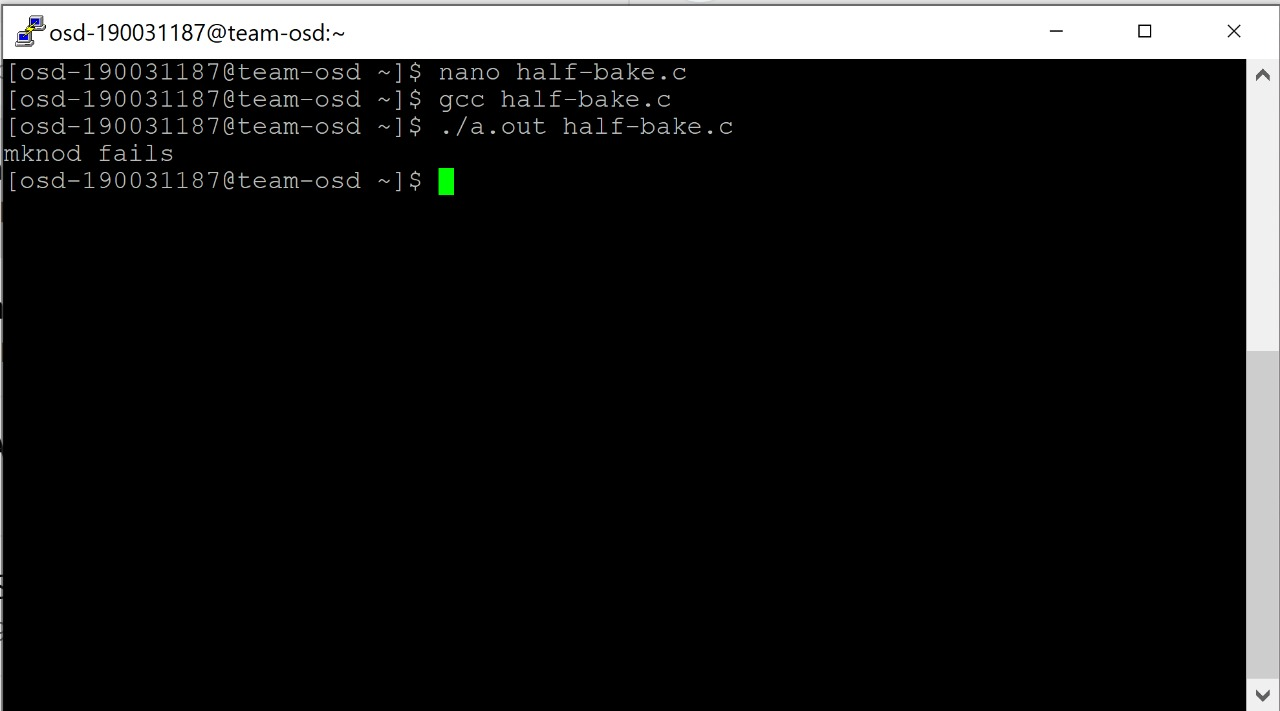 osd-190031187@team-osd:~
[osd-190031187@team-osd ~]$ nano half-bake.c
[osd-190031187@team-osd ~]$ gcc half-bake.c
[osd-190031187@team-osd ~]$ ./a.out half-bake.c
mknod fails
[osd-190031187@team-osd ~]$